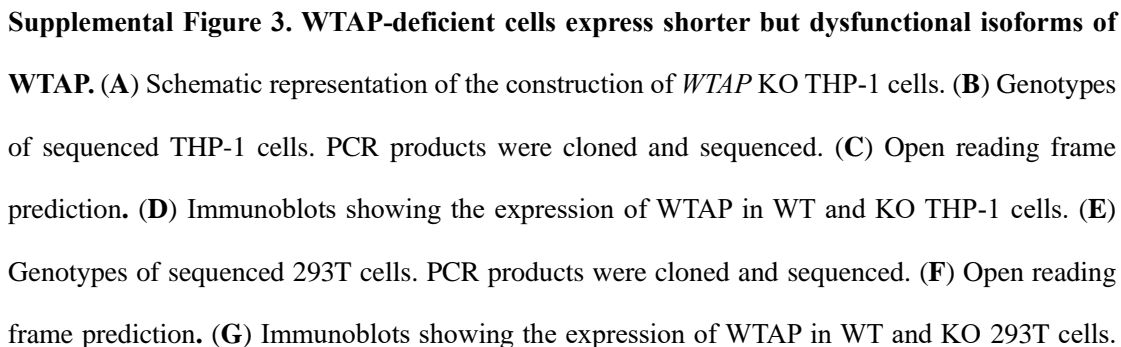 Supplemental Figure 3. WTAP-deficient cells express shorter but dysfunctional isoforms of
WTAP. (A) Schematic representation of the construction of WTAP KO THP-1 cells. (B) Genotypes
of sequenced THP-1 cells. PCR products were cloned and sequenced. (C) Open reading frame
prediction. (D) Immunoblots showing the expression of WTAP in WT and KO THP-1 cells. (E)
Genotypes of sequenced 293T cells. PCR products were cloned and sequenced. (F) Open reading
frame prediction. (G) Immunoblots showing the expression of WTAP in WT and KO 293T cells.